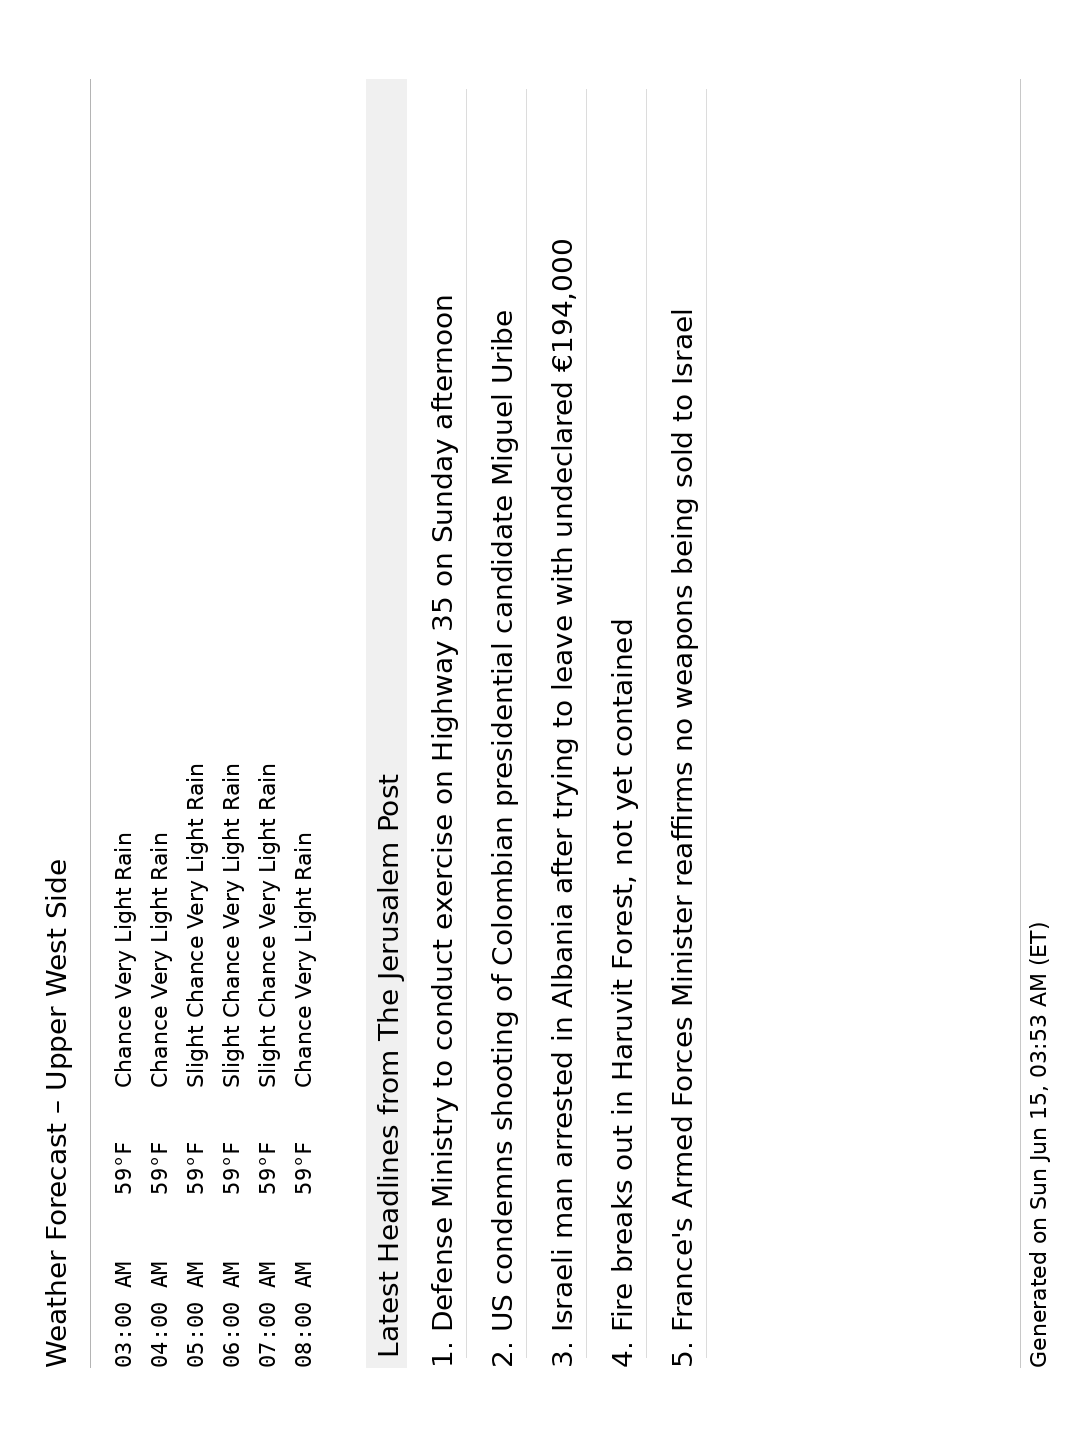 Weather Forecast – Upper West Side
03:00 AM 59°F Chance Very Light Rain
04:00 AM 59°F Chance Very Light Rain
05:00 AM 59°F Slight Chance Very Light Rain
06:00 AM 59°F Slight Chance Very Light Rain
07:00 AM 59°F Slight Chance Very Light Rain
08:00 AM 59°F Chance Very Light Rain
Latest Headlines from The Jerusalem Post
1. Defense Ministry to conduct exercise on Highway 35 on Sunday afternoon
2. US condemns shooting of Colombian presidential candidate Miguel Uribe
3. Israeli man arrested in Albania after trying to leave with undeclared €194,000
4. Fire breaks out in Haruvit Forest, not yet contained
5. France's Armed Forces Minister reaffirms no weapons being sold to Israel
Generated on Sun Jun 15, 03:53 AM (ET)